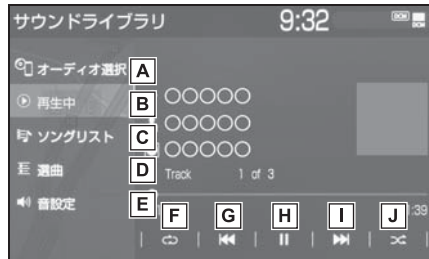 サウンドライブラリ 9:32 DCM
オーディオ選択 A
再生中 B ○○○○○
ソングリスト C ○○○○○
選曲 D ○○○○○
Track 1 of 3
音設定 E
:39
F G H I J